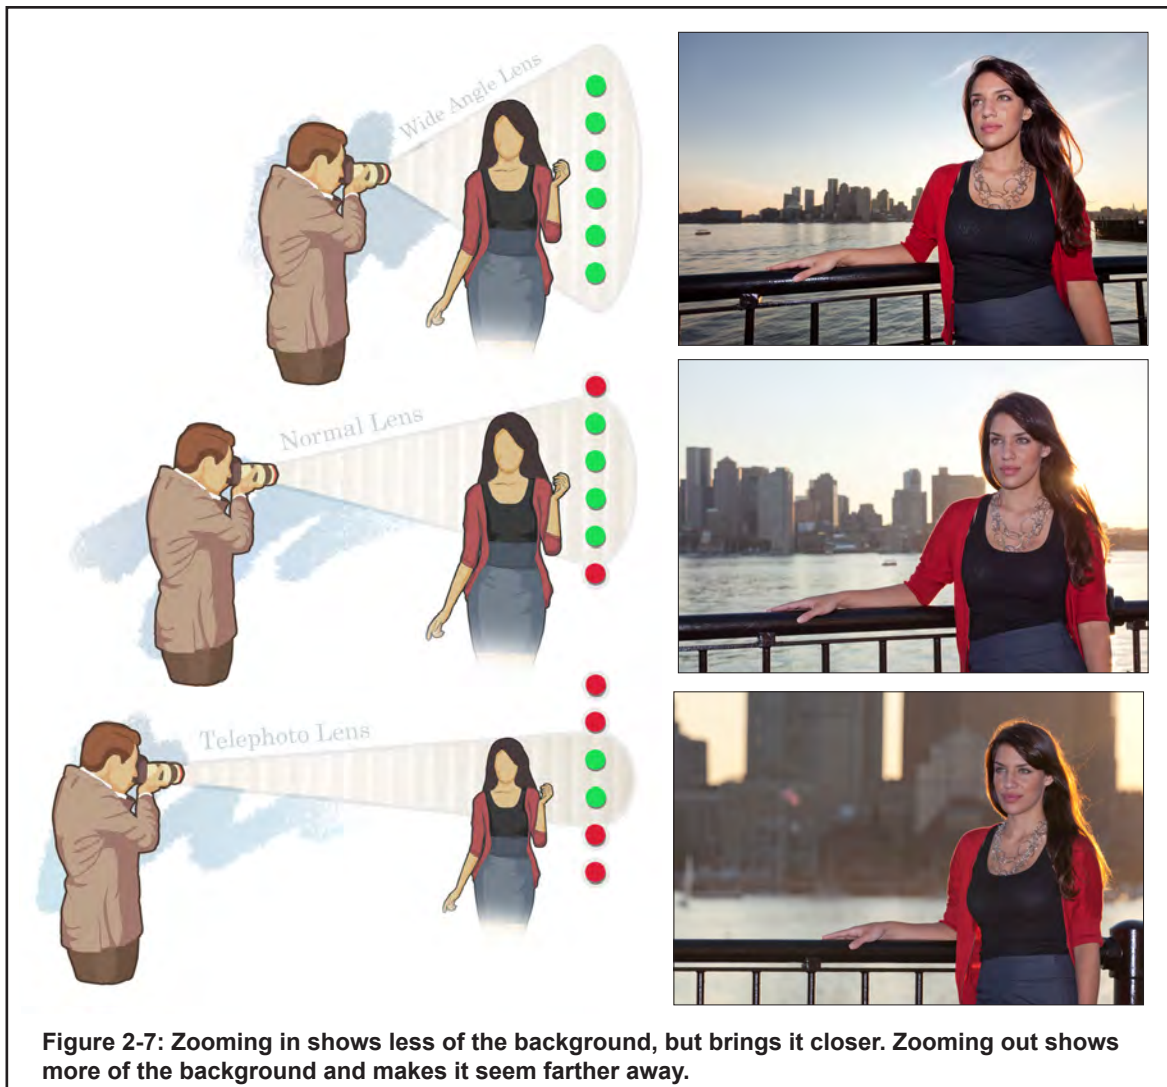 Wide Angle Lens
Normal Lens
Telephoto Lens
Figure 2-7: Zooming in shows less of the background, but brings it closer. Zooming out shows
more of the background and makes it seem farther away.